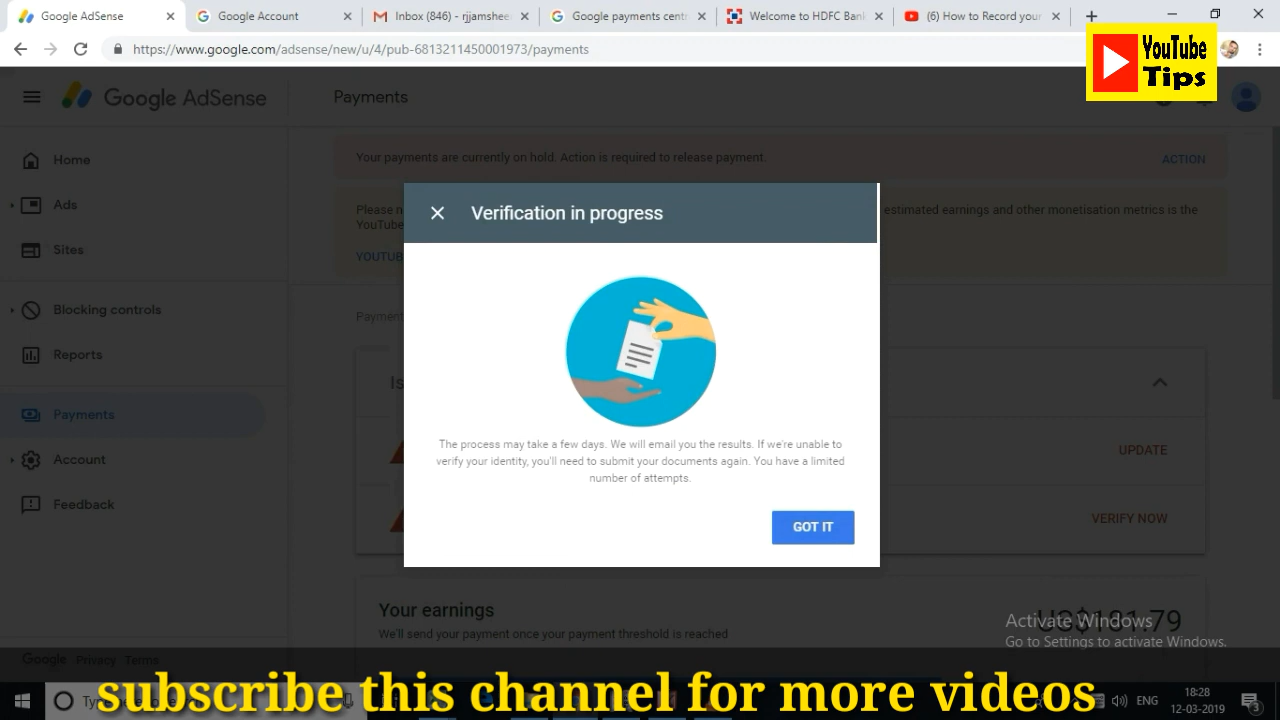 Google AdSense
Google Account
Inbox (846) - rjjamshee
Google payments cent
Welcome to HDFC Ban
(6) How to Record your
https://www.google.com/adsense/new/u/4/pub-6813211450001973/payments
YouTube
Tips
Google AdSense
Payments
Home
Ads
Sites
Blocking controls
Reports
Payments
Account
Feedback
Google Privacy Terms
Your payments are currently on hold. Action is required to release payment.
ACTION
Please n
estimated earnings and other monetisation metrics is the
YouTube
YOUTUB
Payment
Is
UPDATE
VERIFY NOW
Verification in progress
The process may take a few days. We will email you the results. If we're unable to
verify your identity, you'll need to submit your documents again. You have a limited
number of attempts.
GOT IT
Your earnings
US$181.79
We'll send your payment once your payment threshold is reached
Activate Windows
Go to Settings to activate Windows.
subscribe this channel for more videos
ENG
18:28
12-03-2019
3